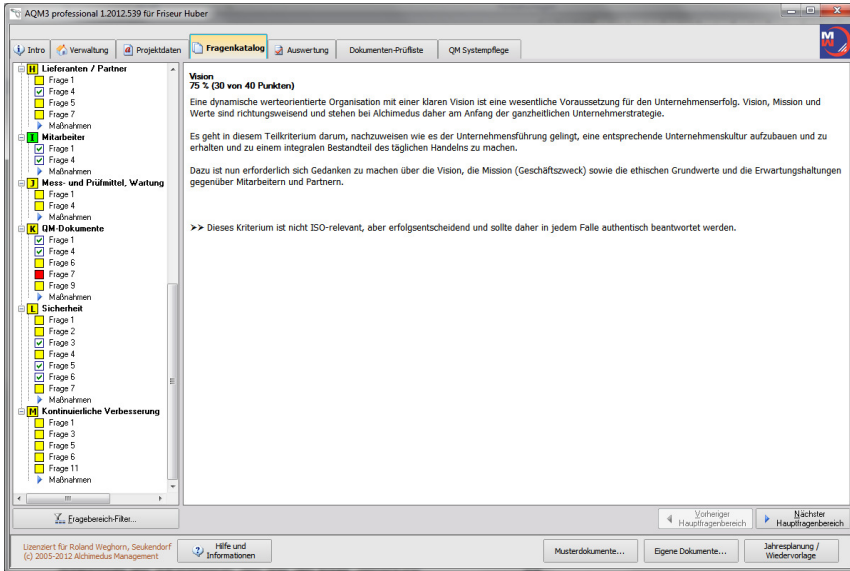 AQM3 professional 1.2012.539 für Friseur Huber
Intro
Verwaltung
Projektdaten
Fragenkatalog
Auswertung
Dokumenten-Prüfliste
QM Systempflege
H Lieferanten / Partner
Frage 1
Frage 4
Frage 5
Frage 7
Maßnahmen
I Mitarbeiter
Frage 1
Frage 4
Maßnahmen
J Mess- und Prüfmittel, Wartung
Frage 1
Frage 4
Maßnahmen
K QM-Dokumente
Frage 1
Frage 4
Frage 6
Frage 7
Frage 9
Maßnahmen
L Sicherheit
Frage 1
Frage 2
Frage 3
Frage 4
Frage 5
Frage 6
Frage 7
Maßnahmen
M Kontinuierliche Verbesserung
Frage 1
Frage 3
Frage 5
Frage 6
Frage 11
Maßnahmen
Fragebereich-Filter...
Vision
75 % (30 von 40 Punkten)
Eine dynamische werteorientierte Organisation mit einer klaren Vision ist eine wesentliche Voraussetzung für den Unternehmenserfolg. Vision, Mission und
Werte sind richtungsweisend und stehen bei Alchimedus daher am Anfang der ganzheitlichen Unternehmerstrategie.
Es geht in diesem Teilkriterium darum, nachzuweisen wie es der Unternehmensführung gelingt, eine entsprechende Unternehmenskultur aufzubauen und zu
erhalten und zu einem integralen Bestandteil des täglichen Handelns zu machen.
Dazu ist nun erforderlich sich Gedanken zu machen über die Vision, die Mission (Geschäftszweck) sowie die ethischen Grundwerte und die Erwartungshaltungen
gegenüber Mitarbeitern und Partnern.
➢➢ Dieses Kriterium ist nicht ISO-relevant, aber erfolgsentscheidend und sollte daher in jedem Falle authentisch beantwortet werden.
Vorheriger
Hauptfragenbereich
Nächster
Hauptfragenbereich
Lizenziert für Roland Weghorn, Seukendorf
(c) 2005-2012 Alchimedus Management
Hilfe und
Informationen
Musterdokumente...
Eigene Dokumente...
Jahresplanung /
Wiedervorlage